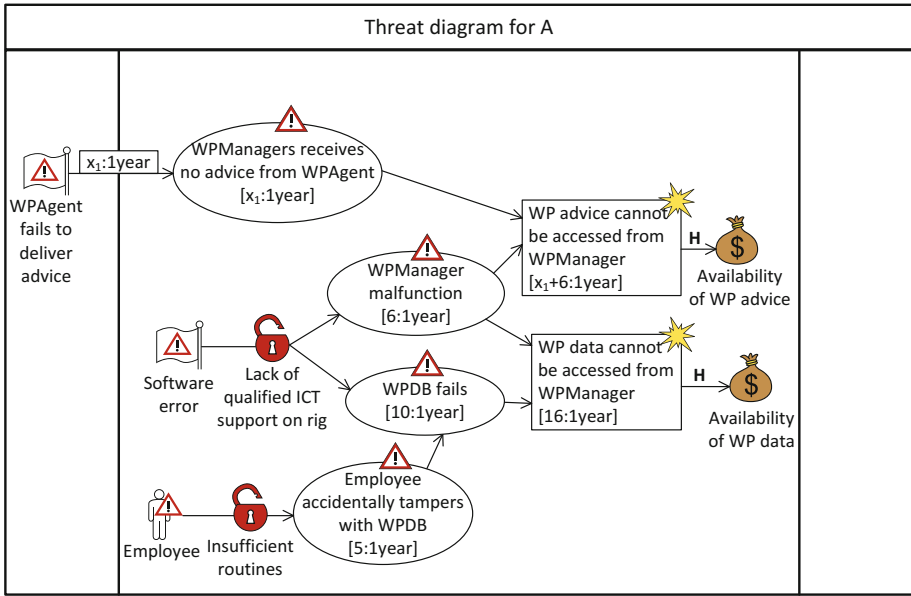 Threat diagram for A
x₁:1year
WPAgent
fails to
deliver
advice
WPManagers receives
no advice from WPAgent
[x₁:1year]
WP advice cannot
be accessed from
WPManager
[x₁+6:1year]
H
$
Availability
of WP advice
WPManager
malfunction
[6:1year]
Software
error
Lack of
qualified ICT
support on rig
WPDB fails
[10:1year]
WP data cannot
be accessed from
WPManager
[16:1year]
H
$
Availability
of WP data
Employee
Insufficient
routines
Employee
accidentally tampers
with WPDB
[5:1year]